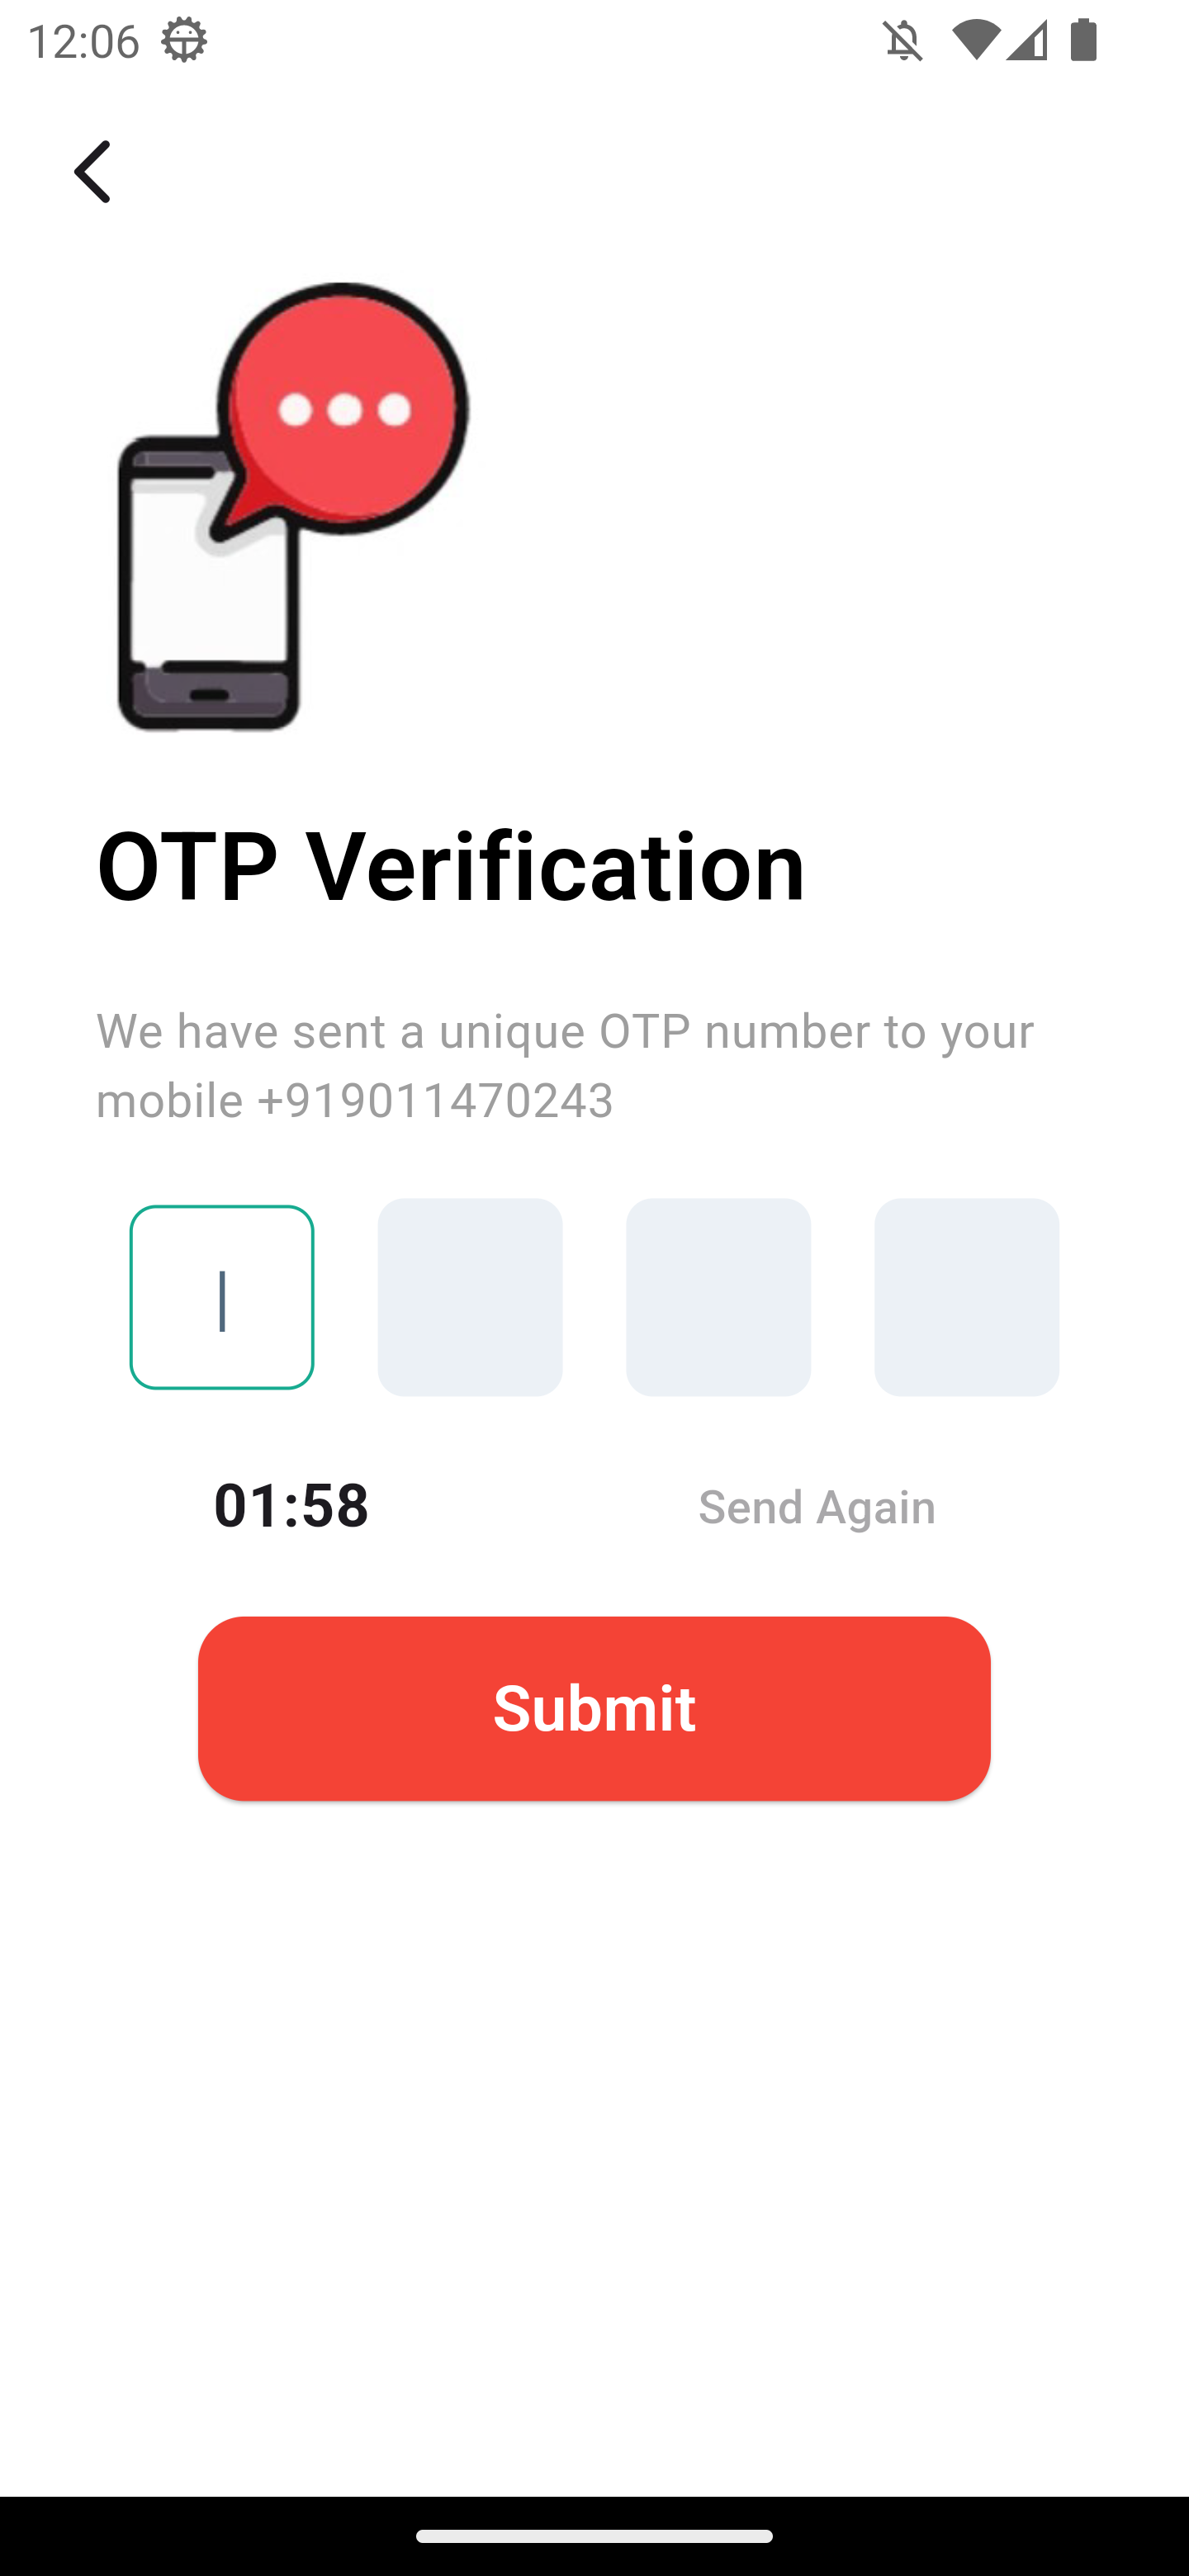 12:06
OTP Verification
We have sent a unique OTP number to your
mobile +919011470243
01:58
Send Again
Submit